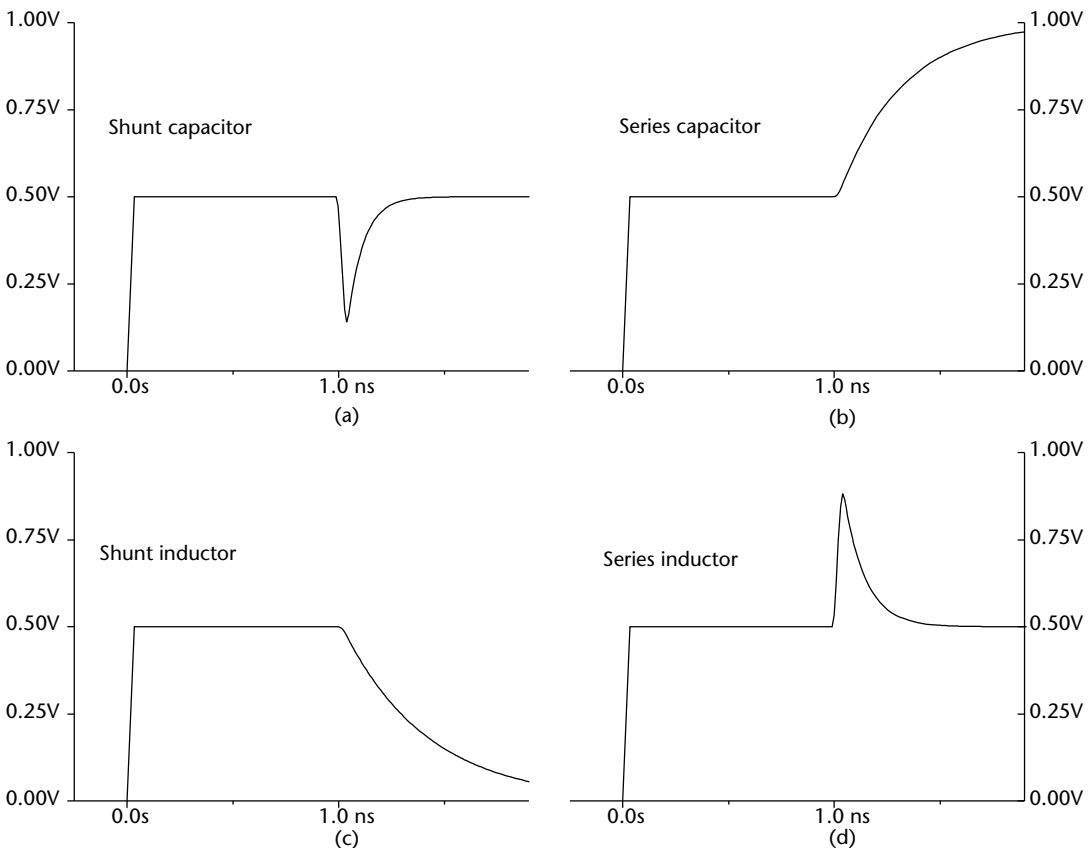 1.00V
0.75V
0.50V
0.25V
0.00V
Shunt capacitor
0.0s
1.0 ns
(a)
1.00V
0.75V
0.50V
0.25V
0.00V
Series capacitor
0.0s
1.0 ns
(b)
1.00V
0.75V
0.50V
0.25V
0.00V
Shunt inductor
0.0s
1.0 ns
(c)
1.00V
0.75V
0.50V
0.25V
0.00V
Series inductor
0.0s
1.0 ns
(d)